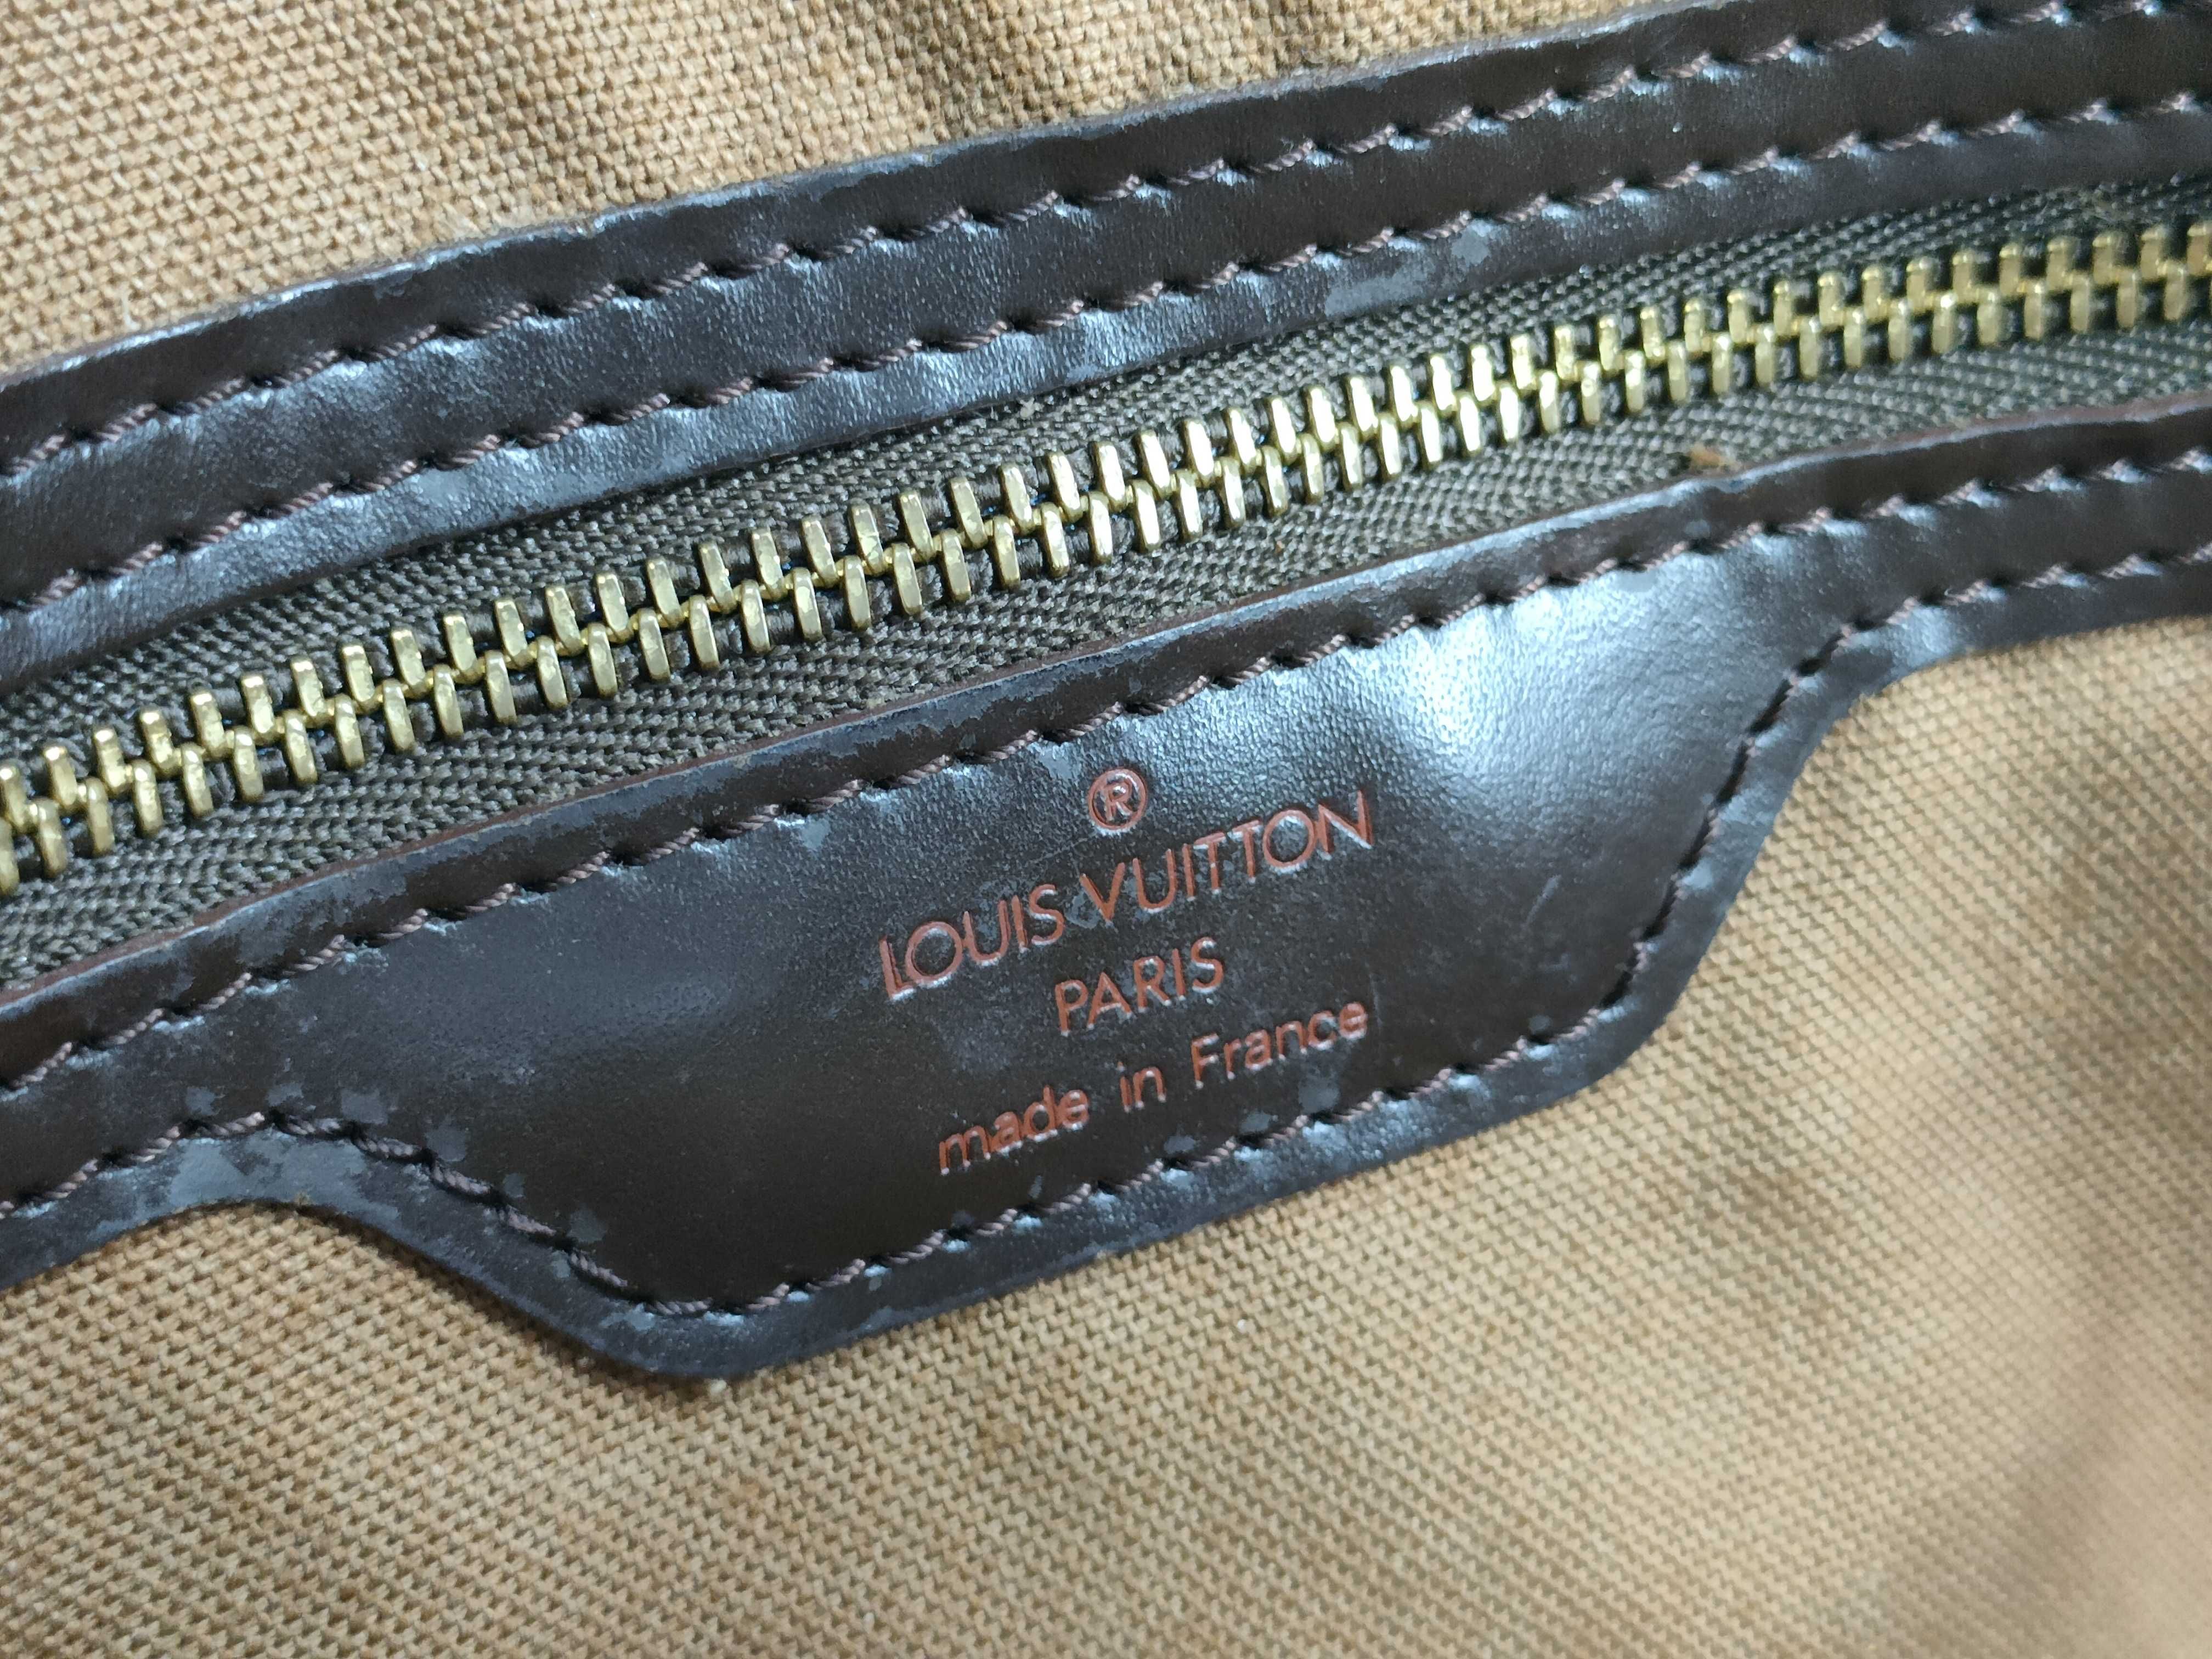 ®
LOUIS VUITTON
PARIS
made in France